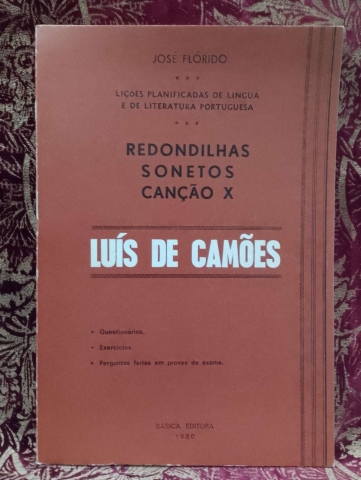 JOSÉ FLÓRIDO
* * *
LIÇÕES PLANIFICADAS DE LÍNGUA
E DE LITERATURA PORTUGUESA
* * *
REDONDILHAS
SONETOS
CANÇÃO X
LUÍS DE CAMÕES
• Questionários.
• Exercícios.
• Perguntas feitas em provas de exame.
BÁSICA EDITORA
1980